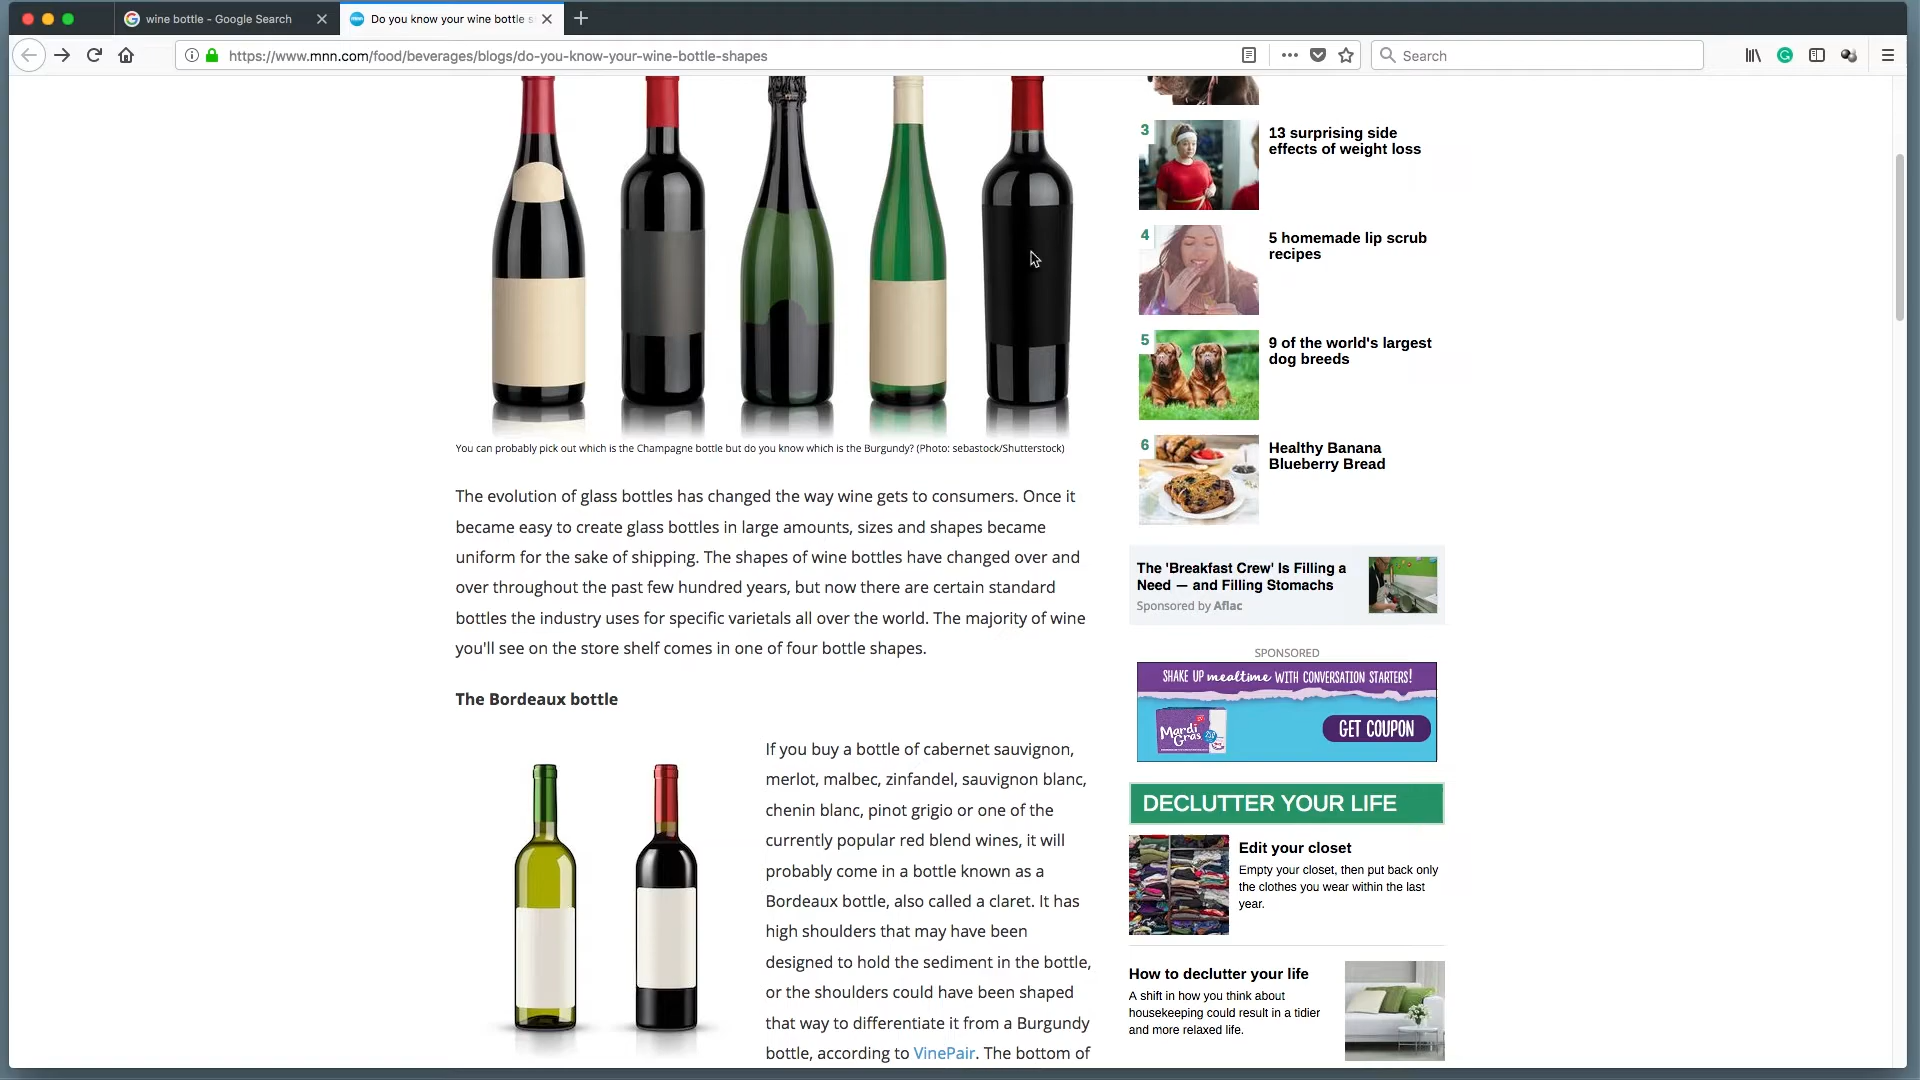 wine bottle - Google Search
Do you know your wine bottle s
https://www.mnn.com/food/beverages/blogs/do-you-know-your-wine-bottle-shapes
Search
You can probably pick out which is the Champagne bottle but do you know which is the Burgundy? (Photo: sebastock/Shutterstock)
The evolution of glass bottles has changed the way wine gets to consumers. Once it
became easy to create glass bottles in large amounts, sizes and shapes became
uniform for the sake of shipping. The shapes of wine bottles have changed over and
over throughout the past few hundred years, but now there are certain standard
bottles the industry uses for specific varietals all over the world. The majority of wine
you'll see on the store shelf comes in one of four bottle shapes.
The Bordeaux bottle
If you buy a bottle of cabernet sauvignon,
merlot, malbec, zinfandel, sauvignon blanc,
chenin blanc, pinot grigio or one of the
currently popular red blend wines, it will
probably come in a bottle known as a
Bordeaux bottle, also called a claret. It has
high shoulders that may have been
designed to hold the sediment in the bottle,
or the shoulders could have been shaped
that way to differentiate it from a Burgundy
bottle, according to VinePair. The bottom of
3
13 surprising side
effects of weight loss
4
5 homemade lip scrub
recipes
5
9 of the world's largest
dog breeds
6
Healthy Banana
Blueberry Bread
The 'Breakfast Crew' Is Filling a
Need — and Filling Stomachs
Sponsored by Aflac
SPONSORED
SHAKE UP mealtime WITH CONVERSATION STARTERS!
Mardi
Gras
GET COUPON
DECLUTTER YOUR LIFE
Edit your closet
Empty your closet, then put back only
the clothes you wear within the last
year.
How to declutter your life
A shift in how you think about
housekeeping could result in a tidier
and more relaxed life.